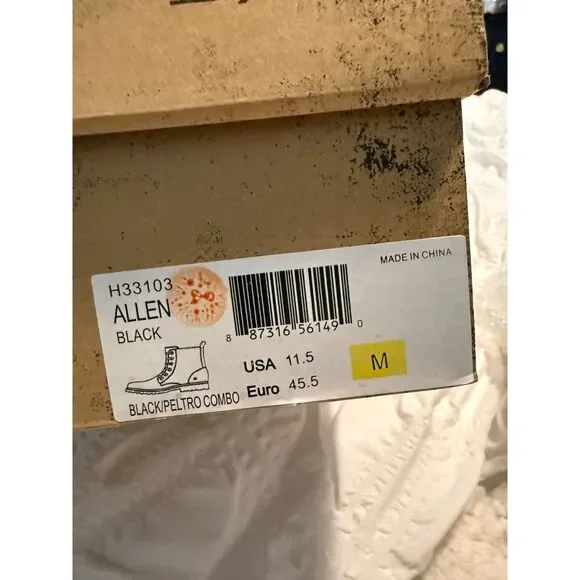 H33103
ALLEN
BLACK
8 87316 56149 0
MADE IN CHINA
USA 11.5
Euro 45.5
M
BLACK/PELTRO COMBO